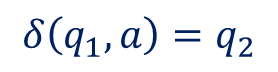 δ(q₁, a) = q₂